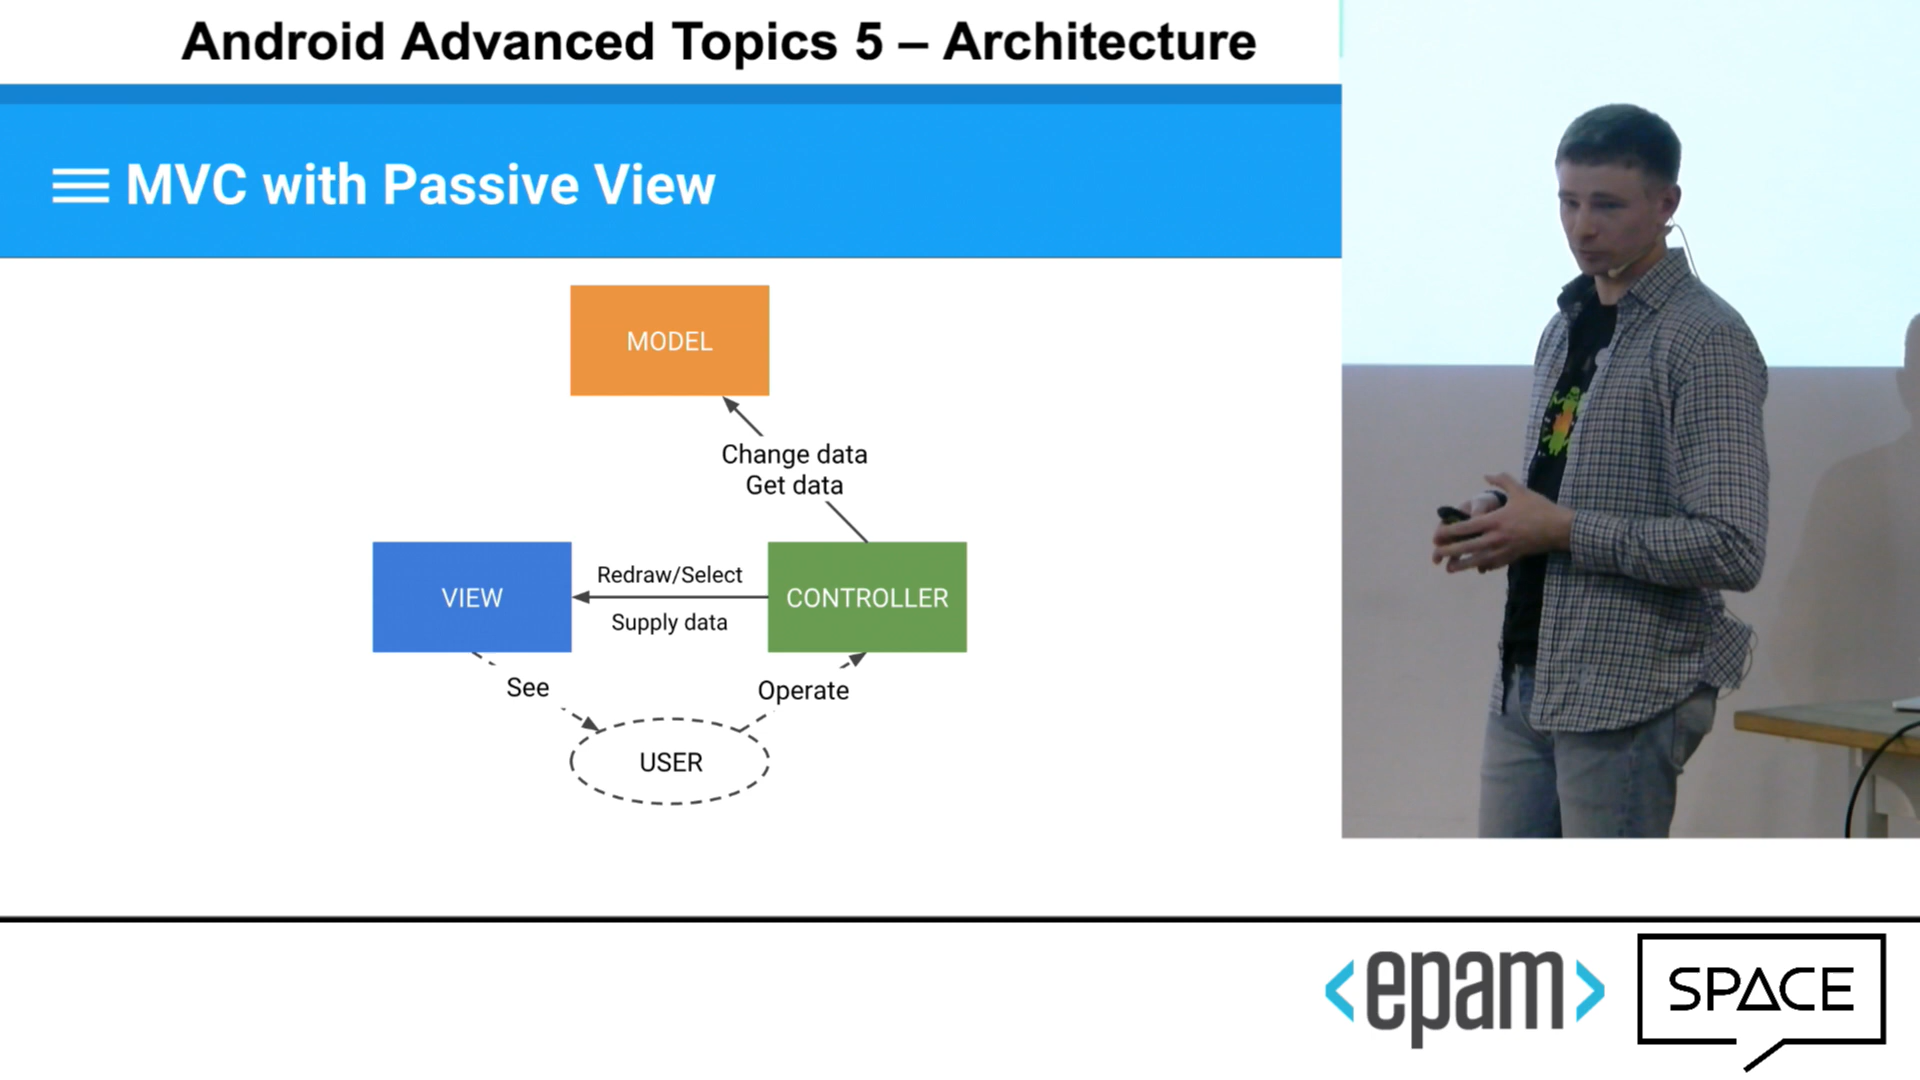 Android Advanced Topics 5 – Architecture
MVC with Passive View
MODEL
Change data
Get data
VIEW
Redraw/Select
Supply data
CONTROLLER
See
Operate
USER
<epam>
SPACE